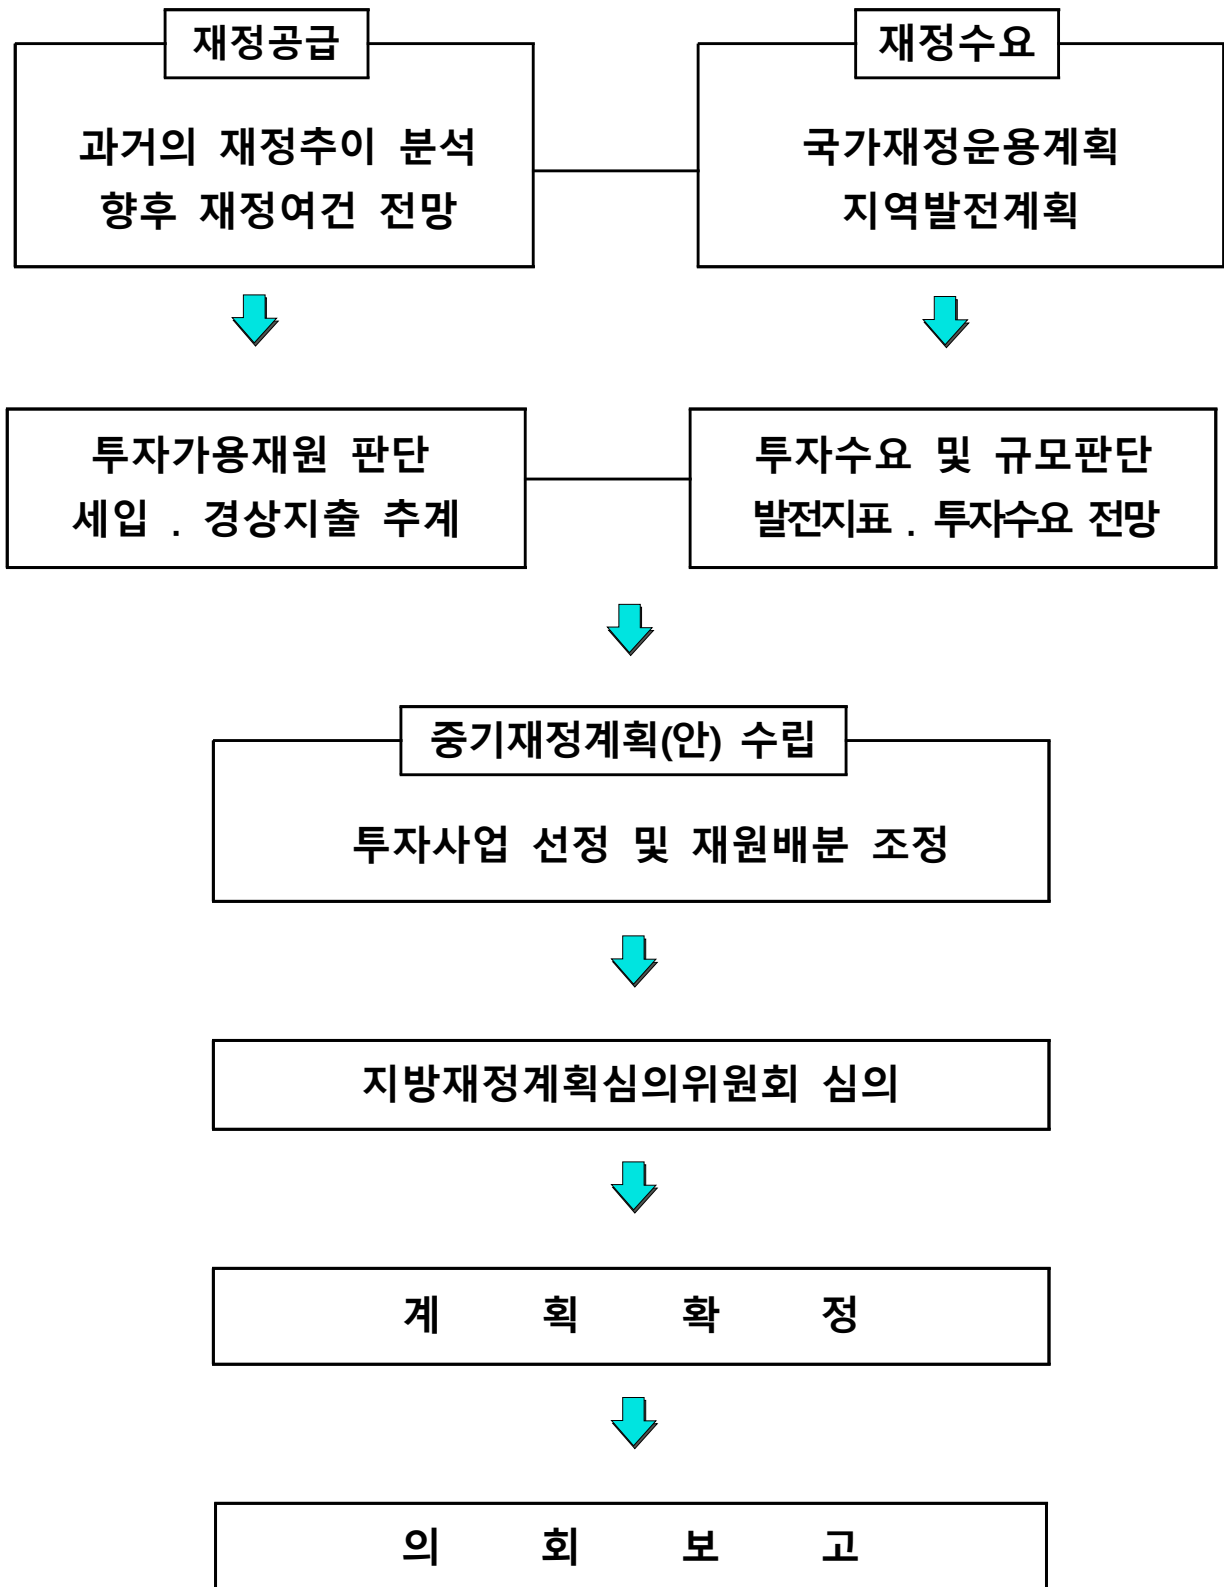 재정공급
과거의 재정추이 분석
향후 재정여건 전망
재정수요
국가재정운용계획
지역발전계획
투자가용재원 판단
세입 . 경상지출 추계
투자수요 및 규모판단
발전지표 . 투자수요 전망
중기재정계획(안) 수립
투자사업 선정 및 재원배분 조정
지방재정계획심의위원회 심의
계 획 확 정
의 회 보 고